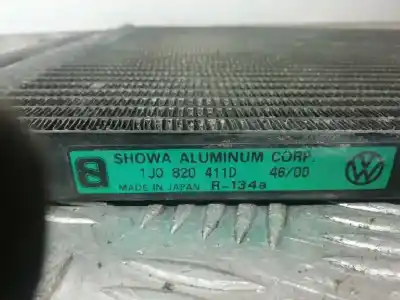 SHOWA ALUMINUM CORP.
1J0 820 411D 46/00
MADE IN JAPAN R-134a